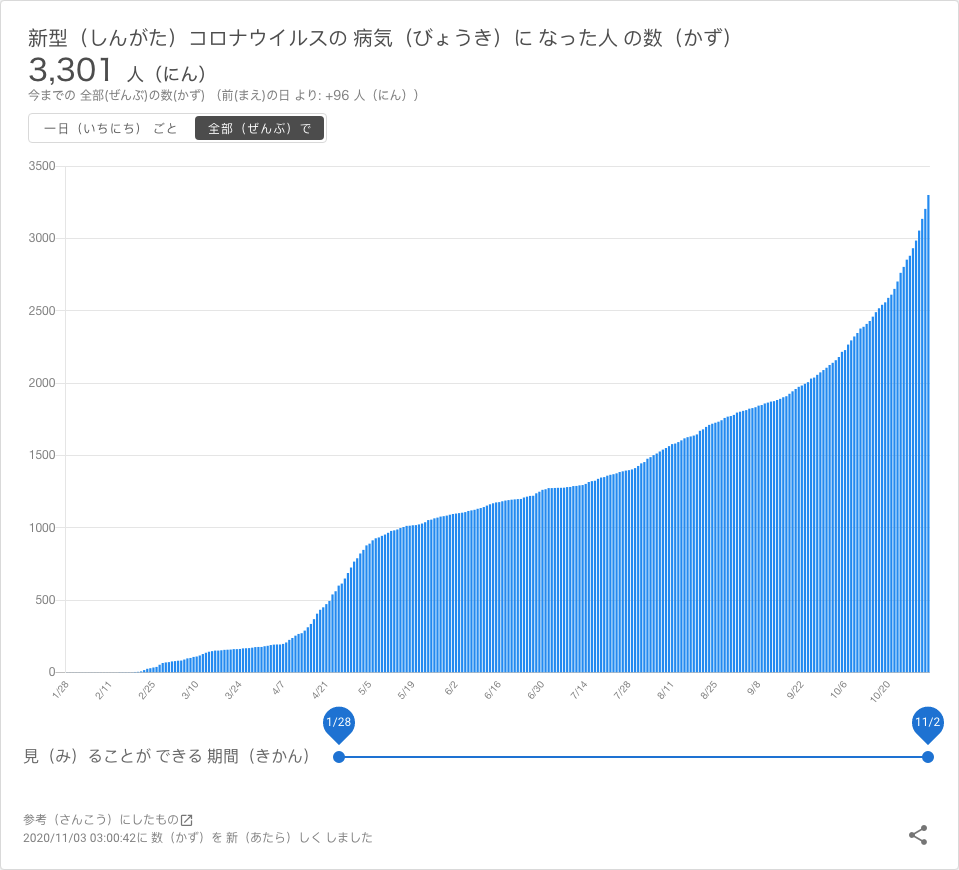 新型（しんがた）コロナウイルスの 病気（びょうき）に なった人 の数（かず）
3,301 人（にん）
今までの 全部(ぜんぶ)の数(かず) （前(まえ)の日 より: +96 人（にん））
一日（いちにち） ごと 全部（ぜんぶ）で
3500
3000
2500
2000
1500
1000
500
0
1/28 2/11 2/25 3/10 3/24 4/7 4/21 5/5 5/19 6/2 6/16 6/30 7/14 7/28 8/11 8/25 9/8 9/22 10/6 10/20
1/28 11/2
見（み）ることが できる 期間（きかん）
参考（さんこう）にしたもの
2020/11/03 03:00:42に 数（かず）を 新（あたら）しく しました